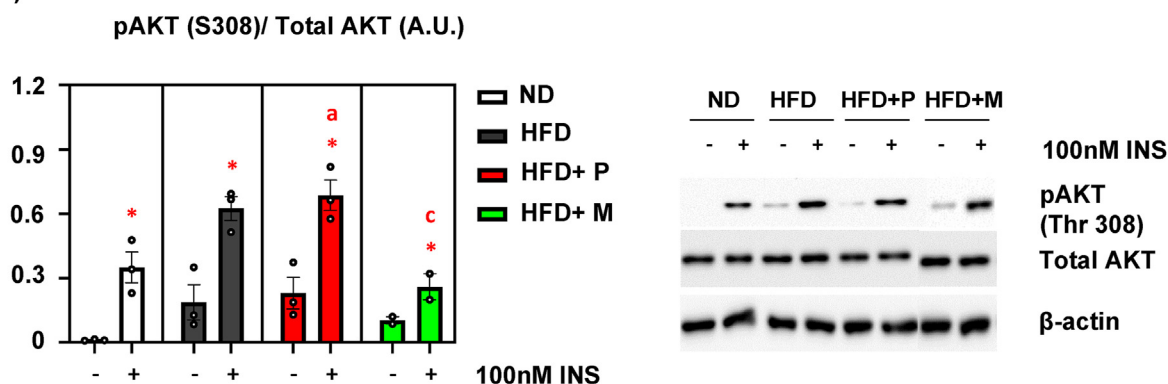 pAKT (S308)/ Total AKT (A.U.)
1.2
0.9
0.6
0.3
0
* * a * c *
- + - + - + - + 100nM INS
ND
HFD
HFD+ P
HFD+ M
ND HFD HFD+P HFD+M
- + - + - + - + 100nM INS
pAKT
(Thr 308)
Total AKT
β-actin